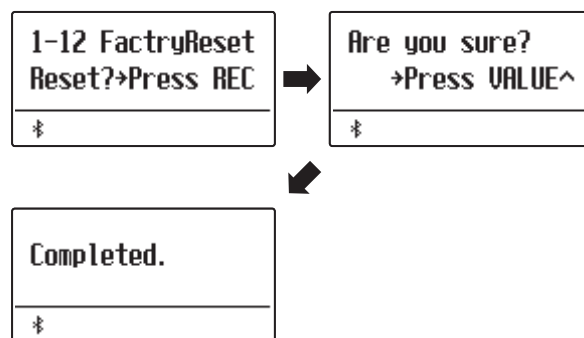 1-12 FactryReset
Reset?→Press REC
Are you sure?
→Press VALUE^
Completed.